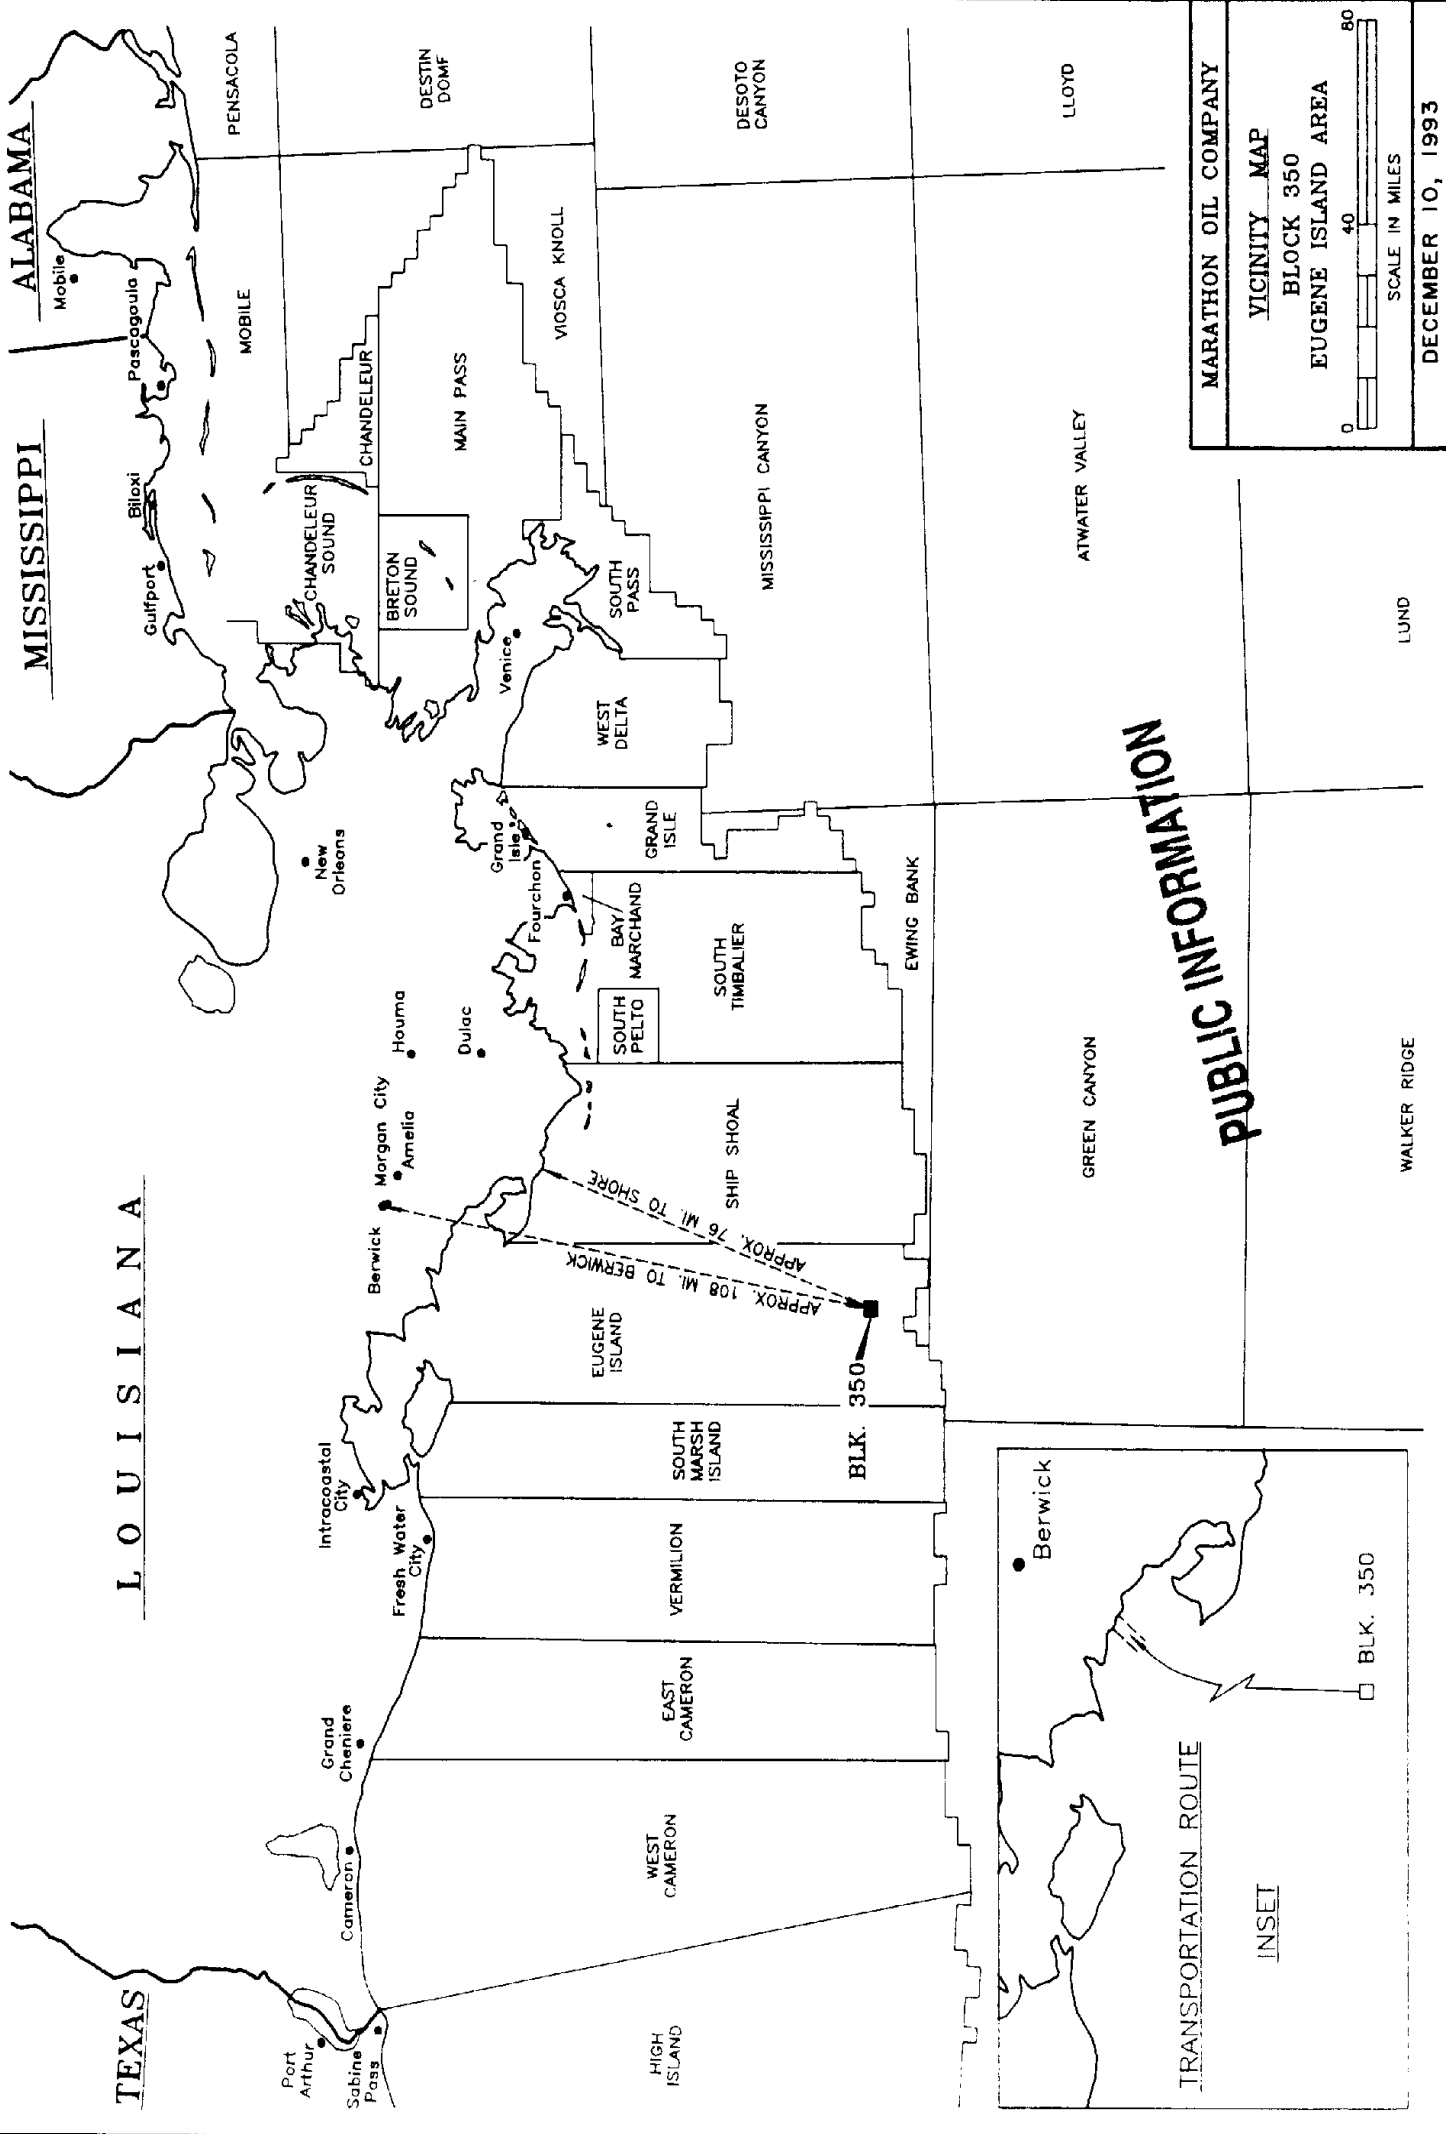 TEXAS
LOUISIANA
MISSISSIPPI
ALABAMA
Port
Arthur
Sabine
Pass
Cameron
Grand
Cheniere
Intracoastal
City
Fresh Water
City
Berwick
Morgan City
Amelia
Houma
Dulac
New
Orleans
Fourchon
Grand
Isle
Venice
Gulfport
Biloxi
Pascagoula
Mobile
HIGH
ISLAND
WEST
CAMERON
EAST
CAMERON
VERMILION
SOUTH
MARSH
ISLAND
EUGENE
ISLAND
SHIP SHOAL
SOUTH
PELTO
BAY
MARCHAND
SOUTH
TIMBALIER
GRAND
ISLE
WEST
DELTA
SOUTH
PASS
BRETON
SOUND
CHANDELEUR
SOUND
CHANDELEUR
MAIN PASS
MOBILE
VIOSCA KNOLL
PENSACOLA
DESTIN
DOME
DESOTO
CANYON
LLOYD
MISSISSIPPI CANYON
ATWATER VALLEY
LUND
EWING BANK
GREEN CANYON
WALKER RIDGE
APPROX. 76 MI. TO SHORE
APPROX. 108 MI. TO BERWICK
BLK. 350
PUBLIC INFORMATION
Berwick
BLK. 350
TRANSPORTATION ROUTE
INSET
MARATHON OIL COMPANY
VICINITY MAP
BLOCK 350
EUGENE ISLAND AREA
0 40 80
SCALE IN MILES
DECEMBER 10, 1993